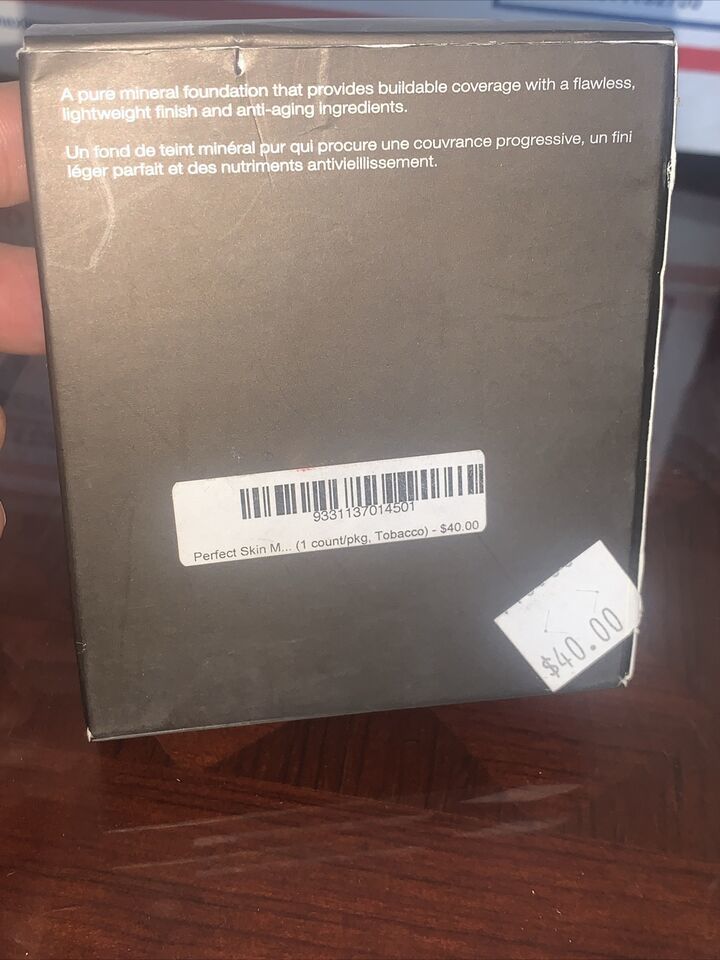 A pure mineral foundation that provides buildable coverage with a flawless,
lightweight finish and anti-aging ingredients.
Un fond de teint minéral pur qui procure une couvrance progressive, un fini
léger parfait et des nutriments antivieillissement.
9331137014501
Perfect Skin M... (1 count/pkg, Tobacco) - $40.00
$40.00